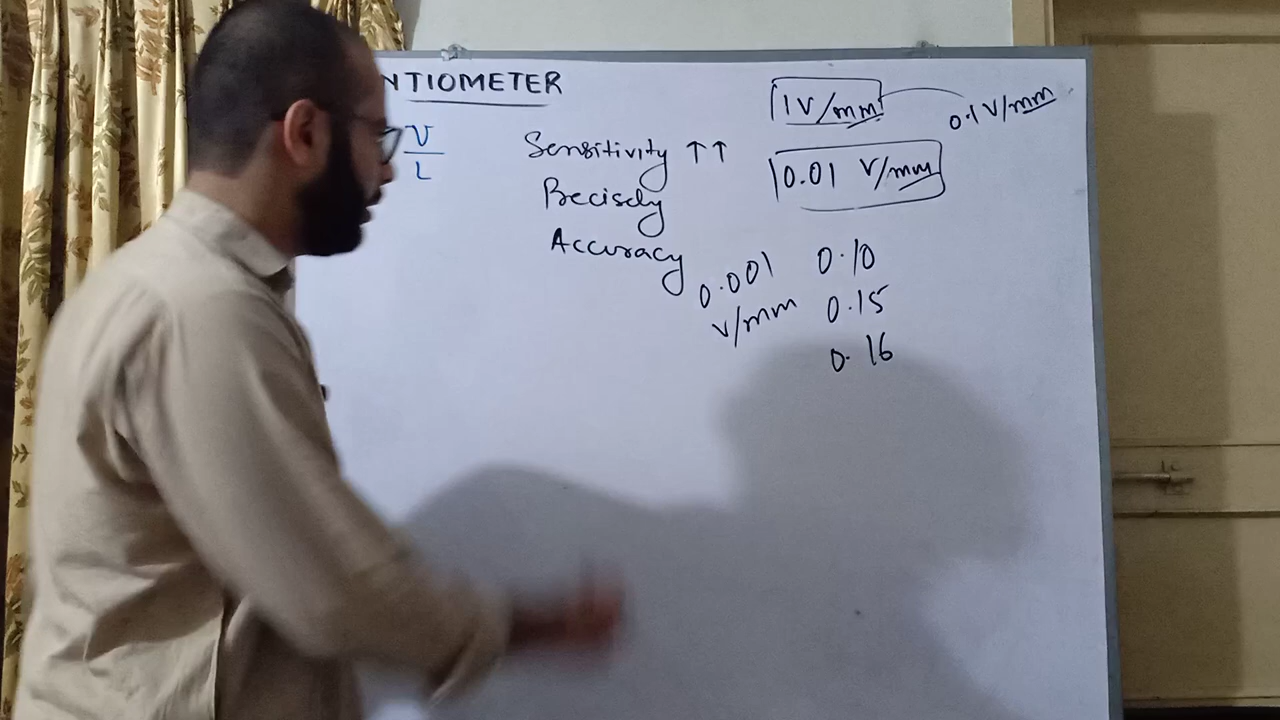 NTIOMETER
V
L
Sensitivity ↑↑
Precisely
Accuracy
1V/mm
0.1V/mm
0.01 V/mm
0.001
V/mm
0.10
0.15
0.16